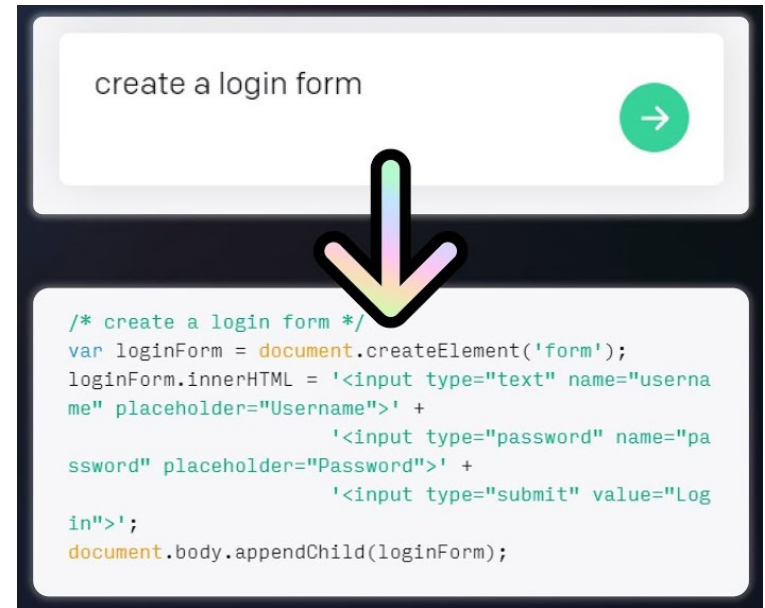 create a login form
/* create a login form */
var loginForm = document.createElement('form');
loginForm.innerHTML = '<input type="text" name="userna
me" placeholder="Username">' +
                      '<input type="password" name="pa
ssword" placeholder="Password">' +
                      '<input type="submit" value="Log
in">';
document.body.appendChild(loginForm);